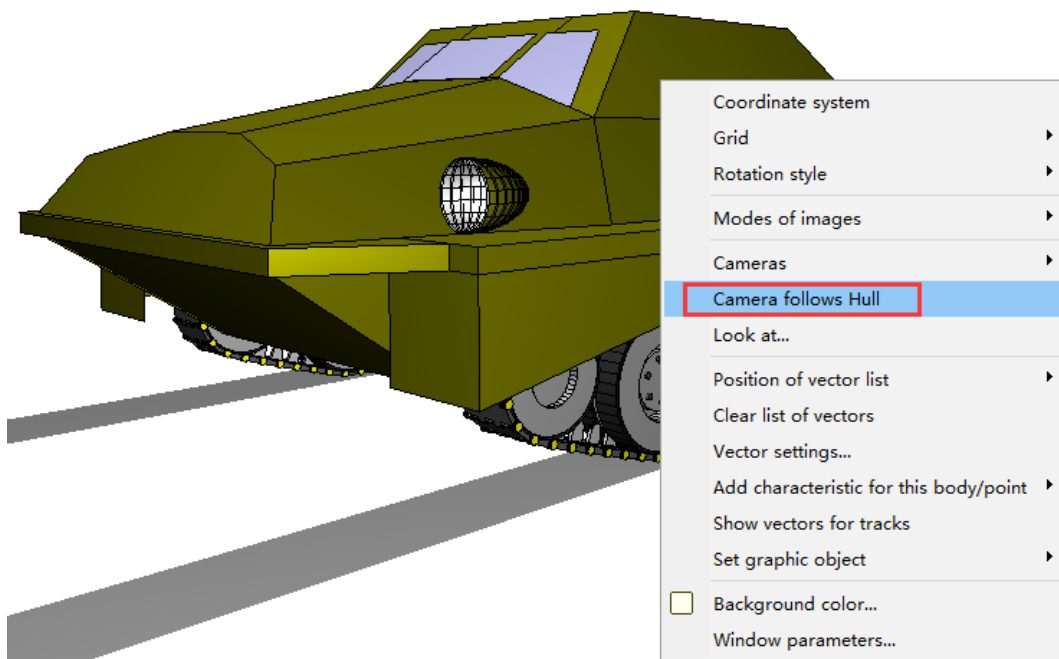 Coordinate system
Grid
Rotation style
Modes of images
Cameras
Camera follows Hull
Look at...
Position of vector list
Clear list of vectors
Vector settings...
Add characteristic for this body/point
Show vectors for tracks
Set graphic object
Background color...
Window parameters...